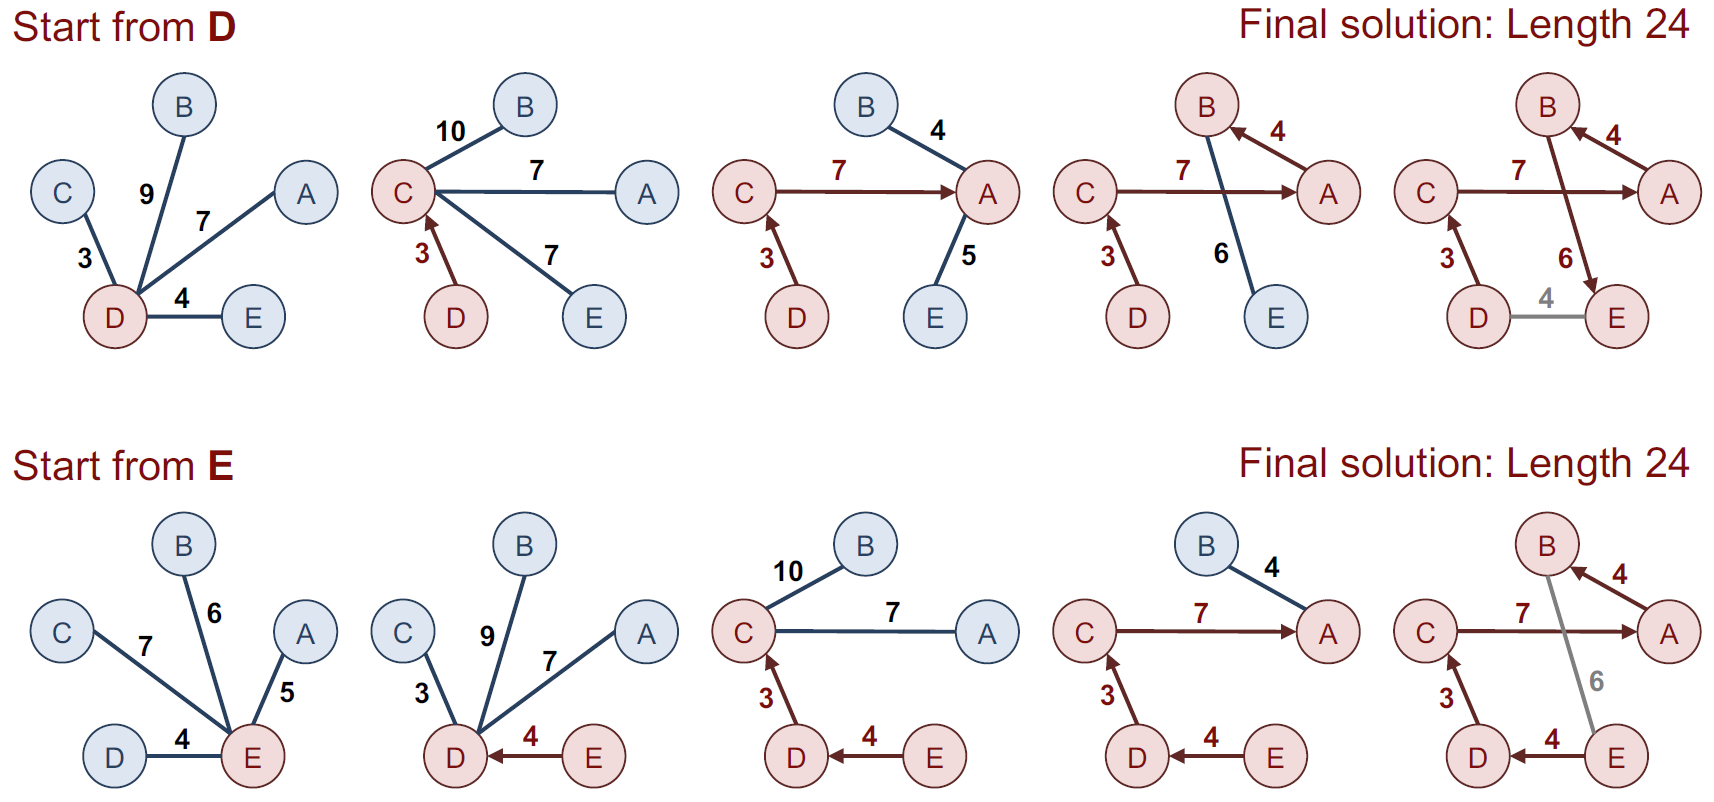 Start from D
Final solution: Length 24
B B B B B
10 4 4 4
C 9 A C 7 A C 7 A C 7 A C 7 A
7
3 3 7 3 5 3 6 3 6
4 4
D E D E D E D E D E
Start from E
Final solution: Length 24
B B B B B
10 4 4
6 9 7 7 7
C 7 A C 7 A C A C A C A
5 3 3 3 3 6
4 4 4 4 4
D E D E D E D E D E